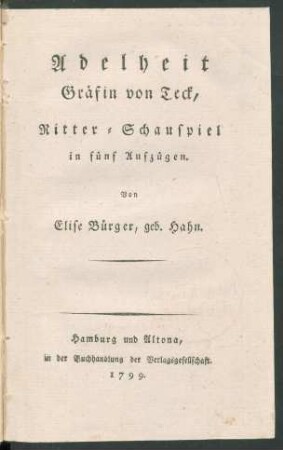 Adelheit
Gräfin von Teck,
Ritter-Schauspiel
in fünf Aufzügen.
Von
Elise Bürger, geb. Hahn.
Hamburg und Altona,
in der Buchhandlung der Verlagsgesellschaft.
1799.